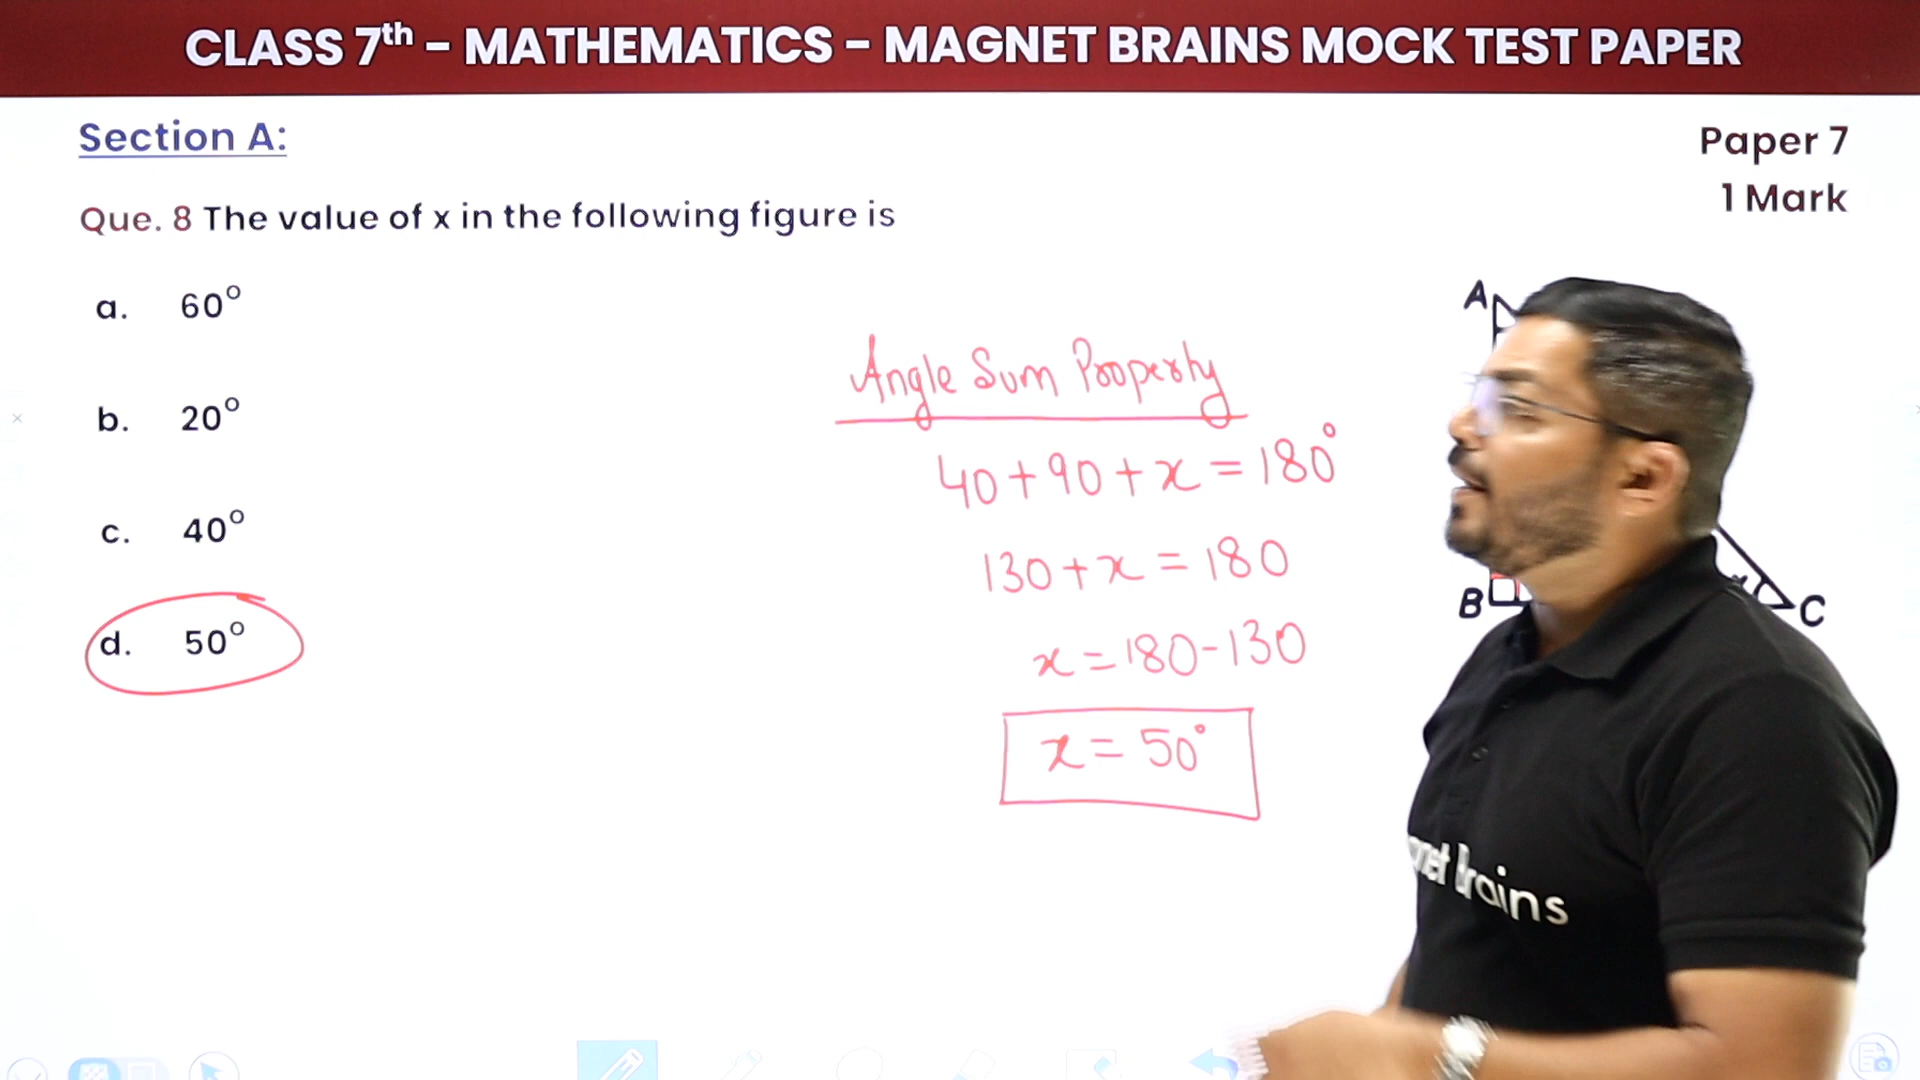 CLASS 7th – MATHEMATICS – MAGNET BRAINS MOCK TEST PAPER
Section A:
Paper 7
1 Mark
Que. 8 The value of x in the following figure is
a. 60°
b. 20°
c. 40°
d. 50°
Angle Sum Property
40+90+x=180°
130+x=180
x=180-130
x=50°
A
B
x
C
Brains